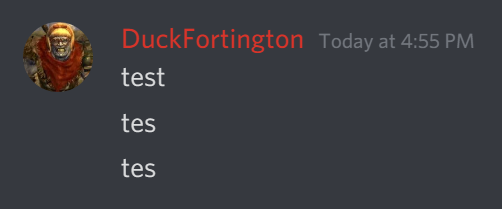 DuckFortington Today at 4:55 PM
test
tes
tes